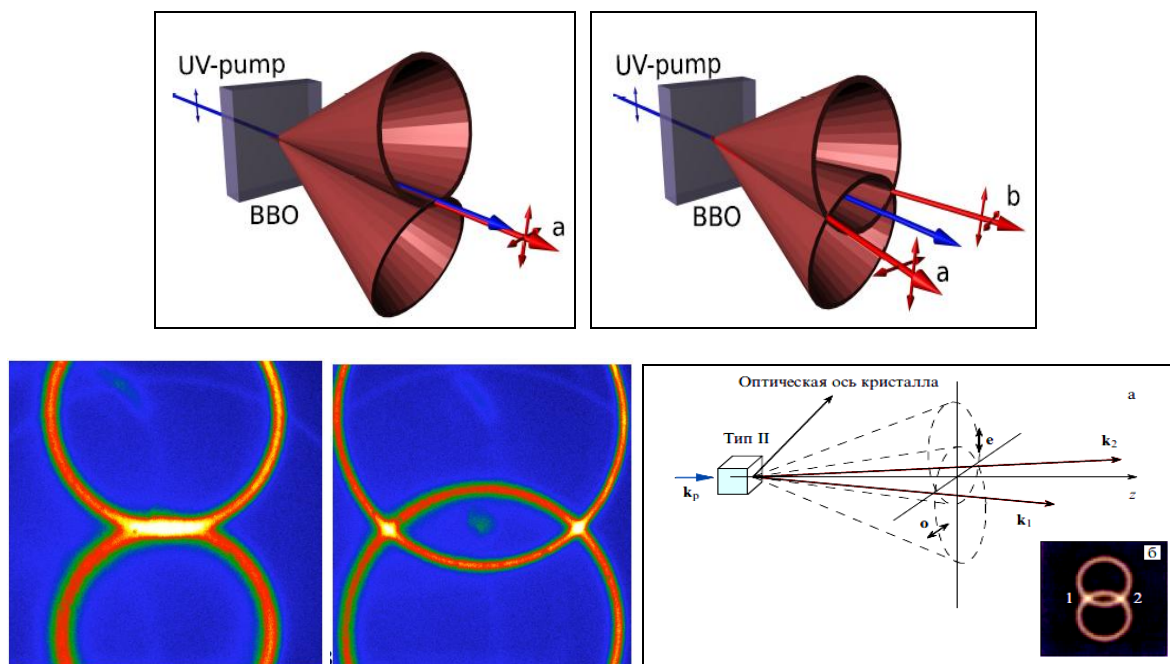 UV-pump
BBO
a
UV-pump
BBO
b
a
Оптическая ось кристалла
а
Тип II
e
k₂
kₚ
z
k₁
о
б
1 2